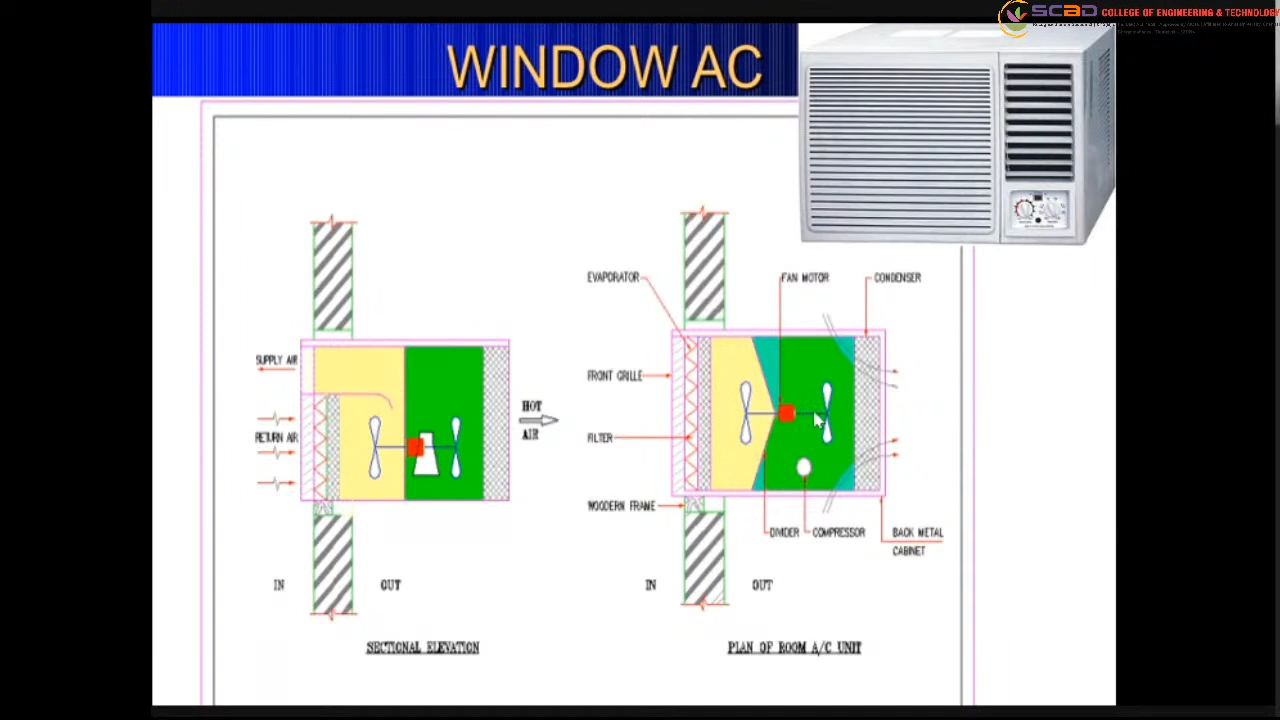 SCAD COLLEGE OF ENGINEERING & TECHNOLOGY
WINDOW AC
EVAPORATOR
FAN MOTOR
CONDENSER
SUPPLY AIR
FRONT GRILLE
HOT
AIR
RETURN AIR
FILTER
WOODERN FRAME
DIVIDER
COMPRESSOR
BACK METAL
CABINET
IN
OUT
IN
OUT
SECTIONAL ELEVATION
PLAN OF ROOM A/C UNIT